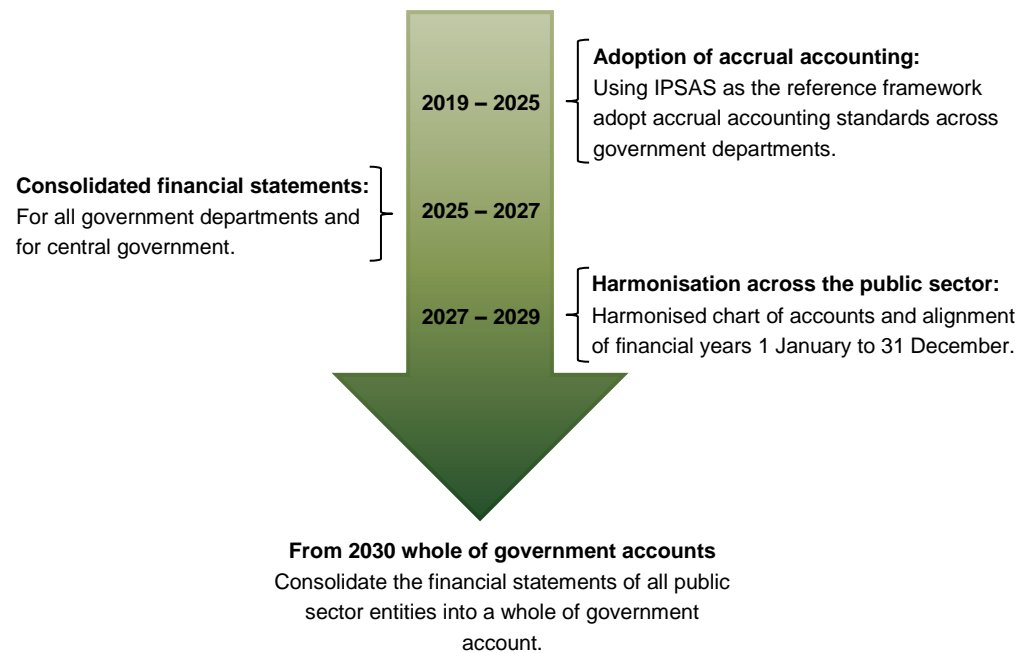 Adoption of accrual accounting:
Using IPSAS as the reference framework
adopt accrual accounting standards across
government departments.
2019 – 2025
Consolidated financial statements:
For all government departments and
for central government.
2025 – 2027
Harmonisation across the public sector:
Harmonised chart of accounts and alignment
of financial years 1 January to 31 December.
2027 – 2029
From 2030 whole of government accounts
Consolidate the financial statements of all public
sector entities into a whole of government
account.